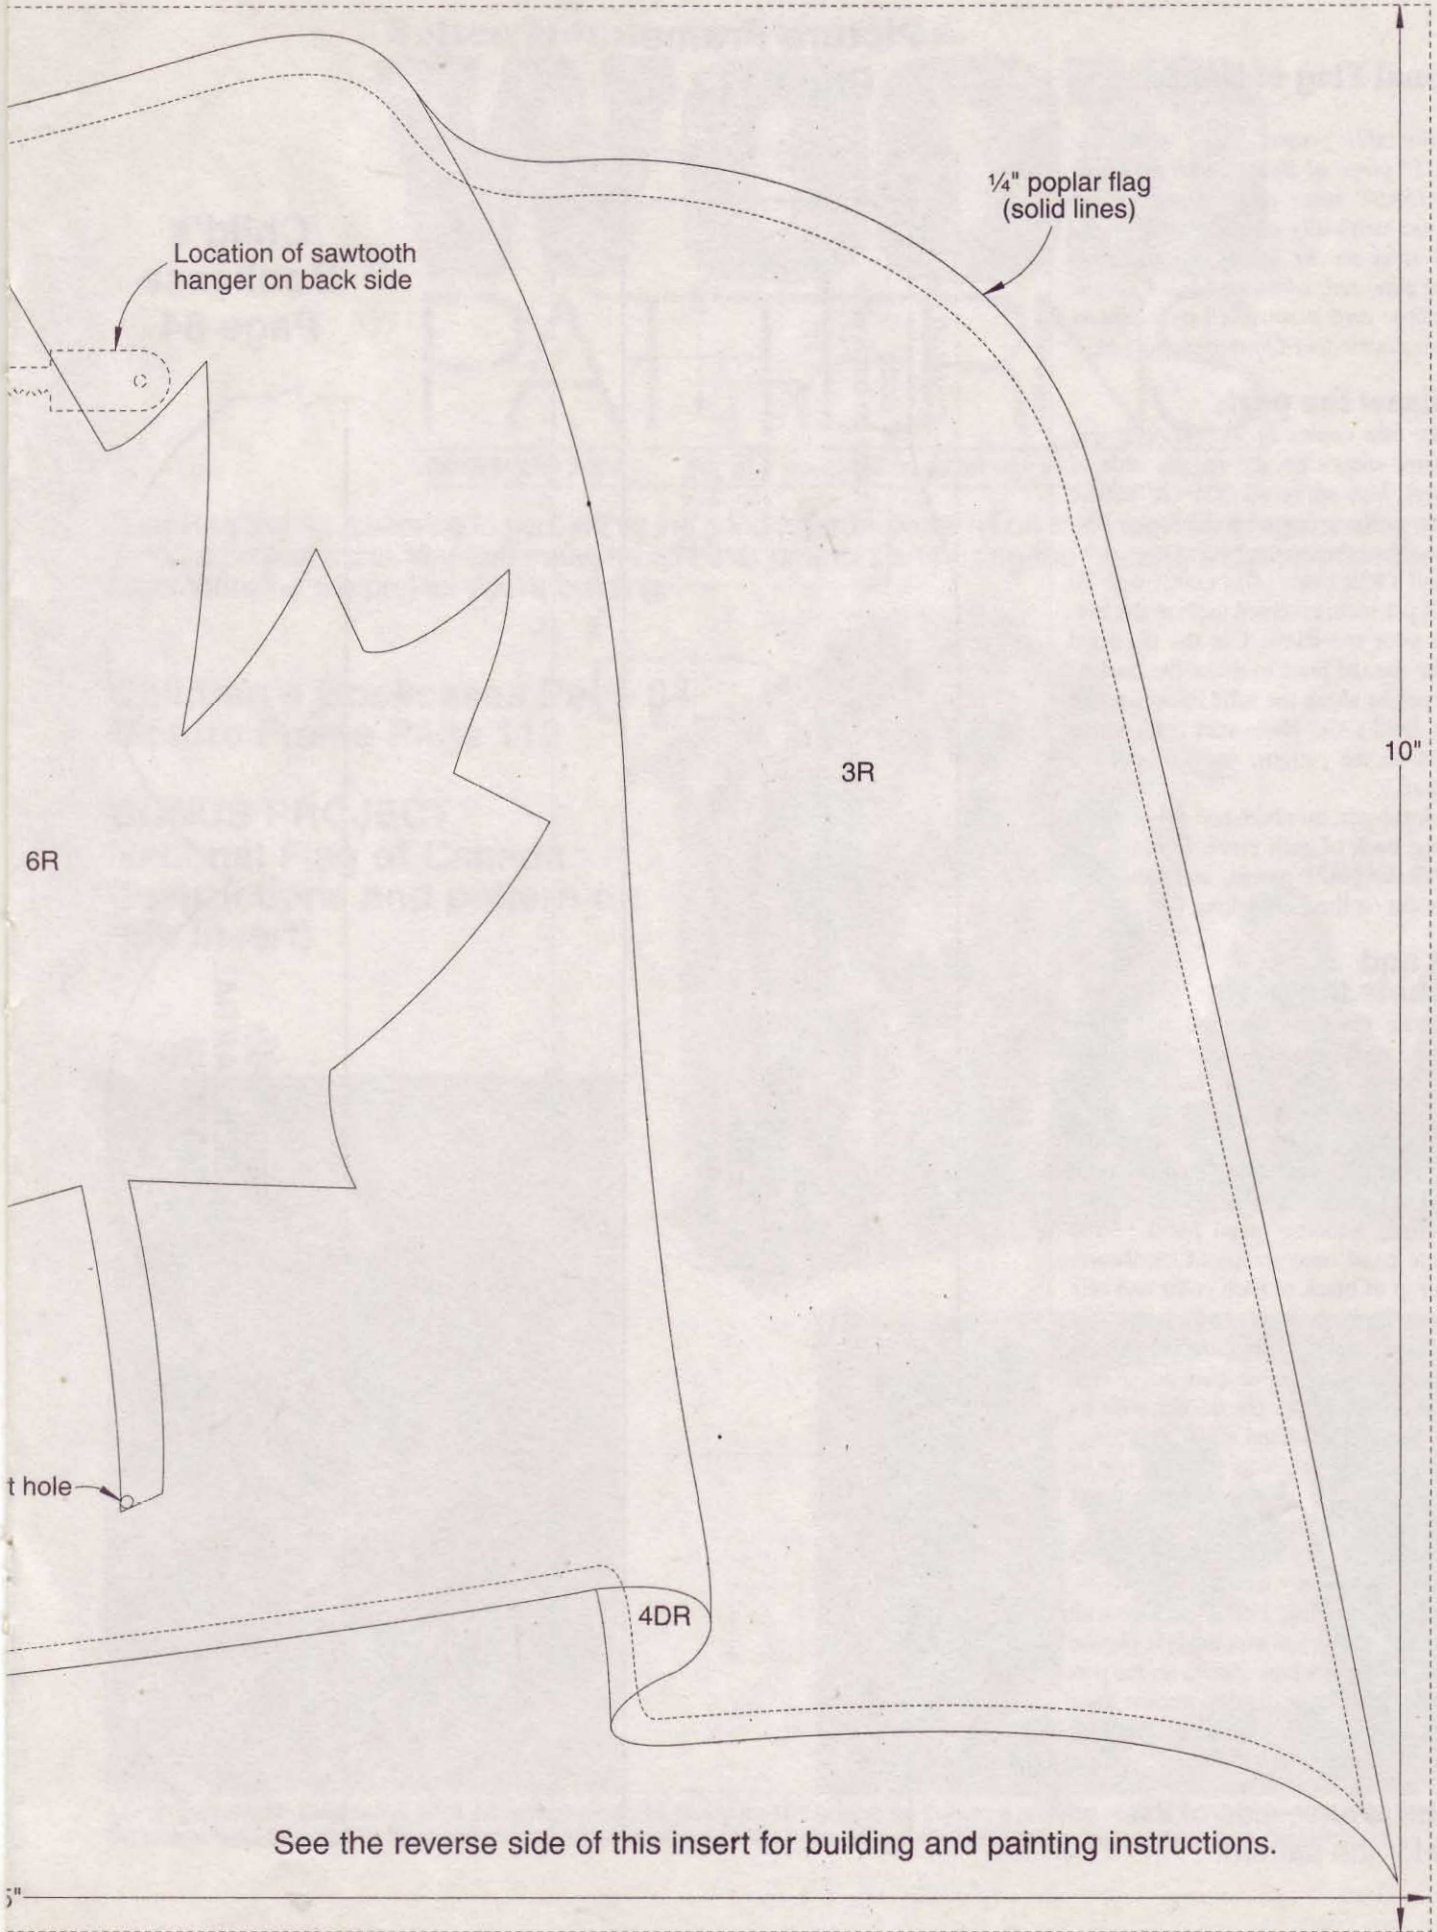 ¼" poplar flag
(solid lines)
Location of sawtooth
hanger on back side
10"
3R
6R
t hole
4DR
See the reverse side of this insert for building and painting instructions.
5"